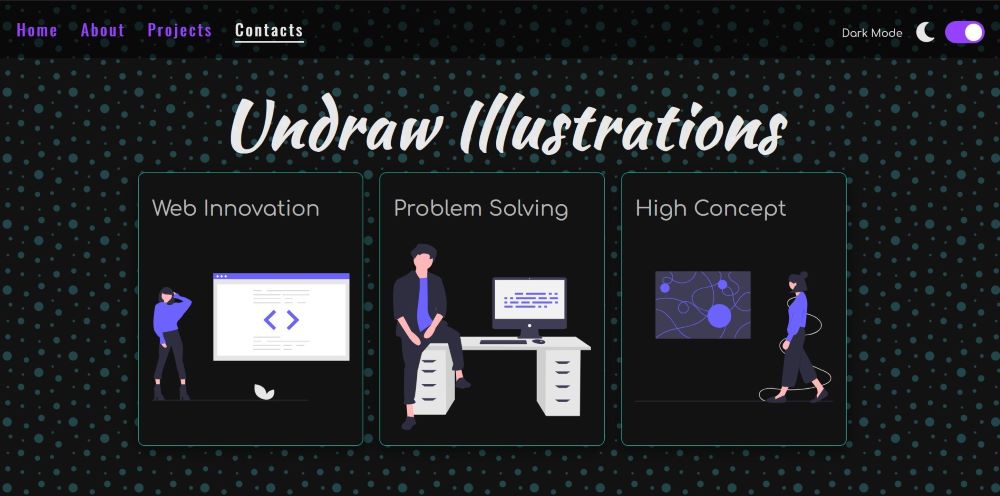 Home About Projects Contacts Dark Mode
Undraw Illustrations
Web Innovation
Problem Solving
High Concept